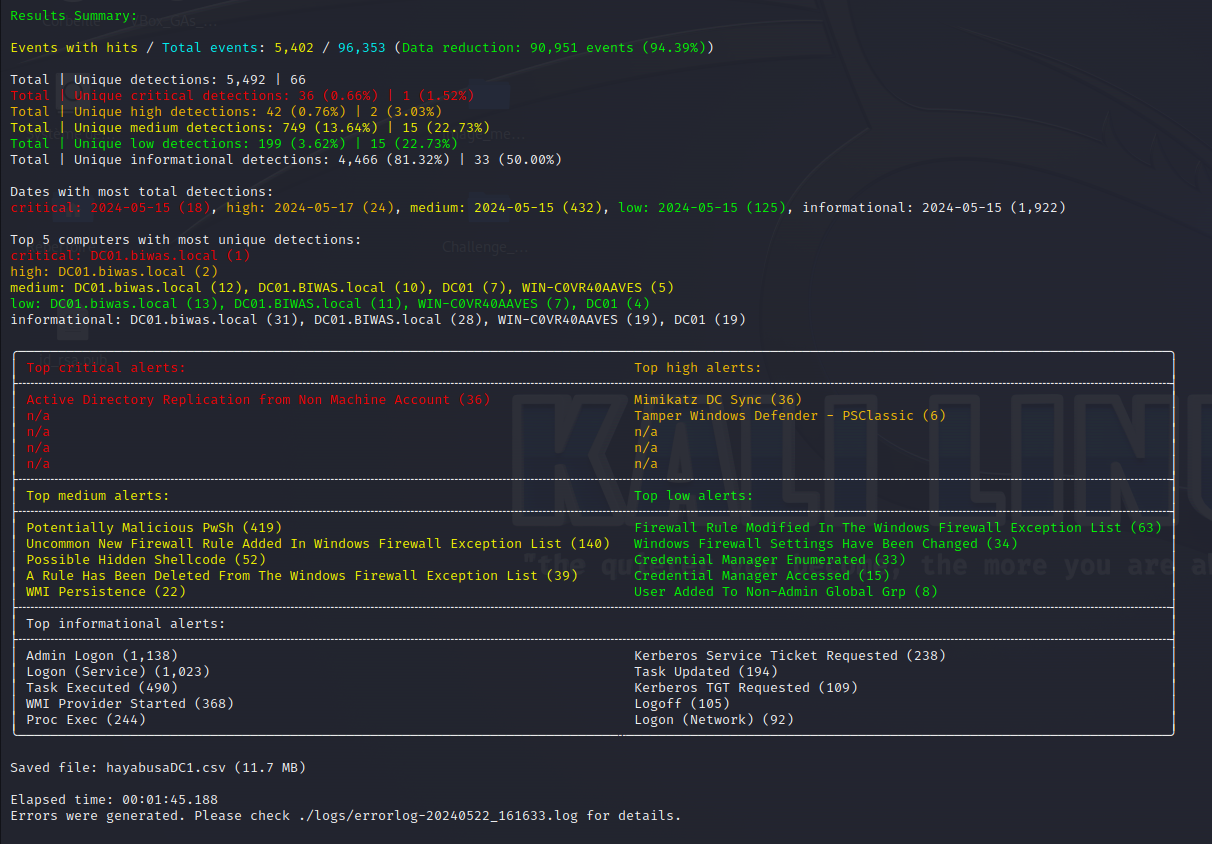 Results Summary:
Events with hits / Total events: 5,402 / 96,353 (Data reduction: 90,951 events (94.39%))
Total | Unique detections: 5,492 | 66
Total | Unique critical detections: 36 (0.66%) | 1 (1.52%)
Total | Unique high detections: 42 (0.76%) | 2 (3.03%)
Total | Unique medium detections: 749 (13.64%) | 15 (22.73%)
Total | Unique low detections: 199 (3.62%) | 15 (22.73%)
Total | Unique informational detections: 4,466 (81.32%) | 33 (50.00%)
Dates with most total detections:
critical: 2024-05-15 (18), high: 2024-05-17 (24), medium: 2024-05-15 (432), low: 2024-05-15 (125), informational: 2024-05-15 (1,922)
Top 5 computers with most unique detections:
Challenge_...
critical: DC01.biwas.local (1)
high: DC01.biwas.local (2)
medium: DC01.biwas.local (12), DC01.BIWAS.local (10), DC01 (7), WIN-C0VR40AAVES (5)
low: DC01.biwas.local (13), DC01.BIWAS.local (11), WIN-C0VR40AAVES (7), DC01 (4)
informational: DC01.biwas.local (31), DC01.BIWAS.local (28), WIN-C0VR40AAVES (19), DC01 (19)
Top critical alerts: Top high alerts:
Active Directory Replication from Non Machine Account (36) Mimikatz DC Sync (36)
n/a Tamper Windows Defender - PSClassic (6)
n/a n/a
n/a n/a
n/a n/a
KALI LINU
Top medium alerts: Top low alerts:
Potentially Malicious PwSh (419) Firewall Rule Modified In The Windows Firewall Exception List (63)
Uncommon New Firewall Rule Added In Windows Firewall Exception List (140) Windows Firewall Settings Have Been Changed (34)
Possible Hidden Shellcode (52) Credential Manager Enumerated (33)
"the the more you are
A Rule Has Been Deleted From The Windows Firewall Exception List (39) Credential Manager Accessed (15)
WMI Persistence (22) User Added To Non-Admin Global Grp (8)
Top informational alerts:
Admin Logon (1,138) Kerberos Service Ticket Requested (238)
Logon (Service) (1,023) Task Updated (194)
Task Executed (490) Kerberos TGT Requested (109)
WMI Provider Started (368) Logoff (105)
Proc Exec (244) Logon (Network) (92)
Saved file: hayabusaDC1.csv (11.7 MB)
Elapsed time: 00:01:45.188
Errors were generated. Please check ./logs/errorlog-20240522_161633.log for details.